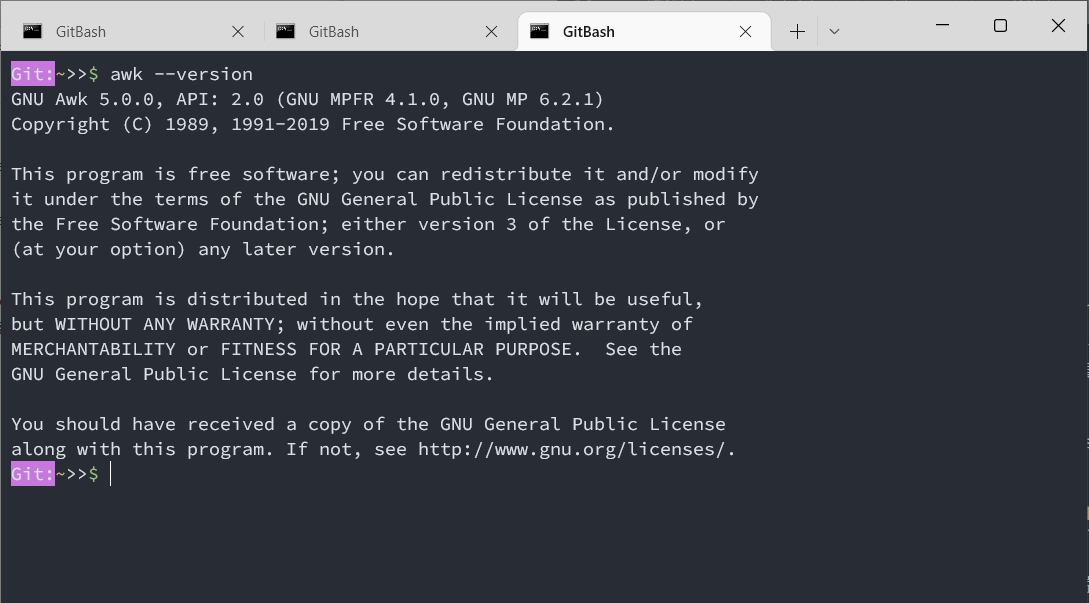 GitBash GitBash GitBash
Git:~>>$ awk --version
GNU Awk 5.0.0, API: 2.0 (GNU MPFR 4.1.0, GNU MP 6.2.1)
Copyright (C) 1989, 1991-2019 Free Software Foundation.
This program is free software; you can redistribute it and/or modify
it under the terms of the GNU General Public License as published by
the Free Software Foundation; either version 3 of the License, or
(at your option) any later version.
This program is distributed in the hope that it will be useful,
but WITHOUT ANY WARRANTY; without even the implied warranty of
MERCHANTABILITY or FITNESS FOR A PARTICULAR PURPOSE.  See the
GNU General Public License for more details.
You should have received a copy of the GNU General Public License
along with this program. If not, see http://www.gnu.org/licenses/.
Git:~>>$